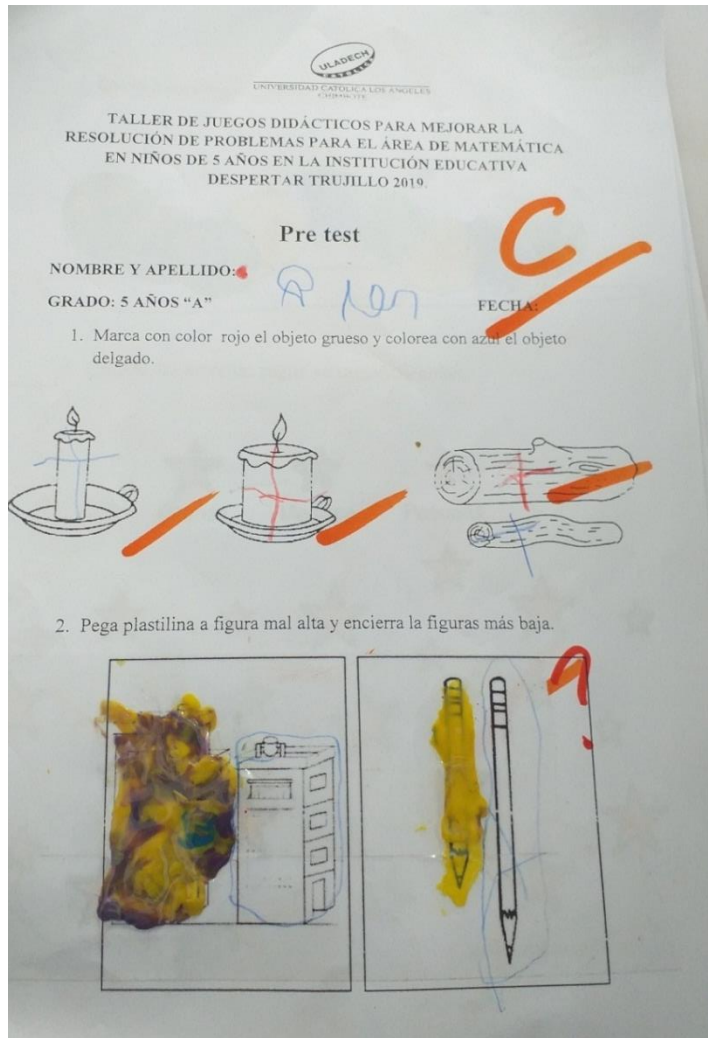 ULADECH
CATOLICA
UNIVERSIDAD CATOLICA LOS ANGELES
CHIMBOTE
TALLER DE JUEGOS DIDÁCTICOS PARA MEJORAR LA
RESOLUCIÓN DE PROBLEMAS PARA EL ÁREA DE MATEMÁTICA
EN NIÑOS DE 5 AÑOS EN LA INSTITUCIÓN EDUCATIVA
DESPERTAR TRUJILLO 2019.
C
Pre test
NOMBRE Y APELLIDO:
GRADO: 5 AÑOS “A”
FECHA:
1. Marca con color rojo el objeto grueso y colorea con azul el objeto
delgado.
2. Pega plastilina a figura mal alta y encierra la figuras más baja.
?